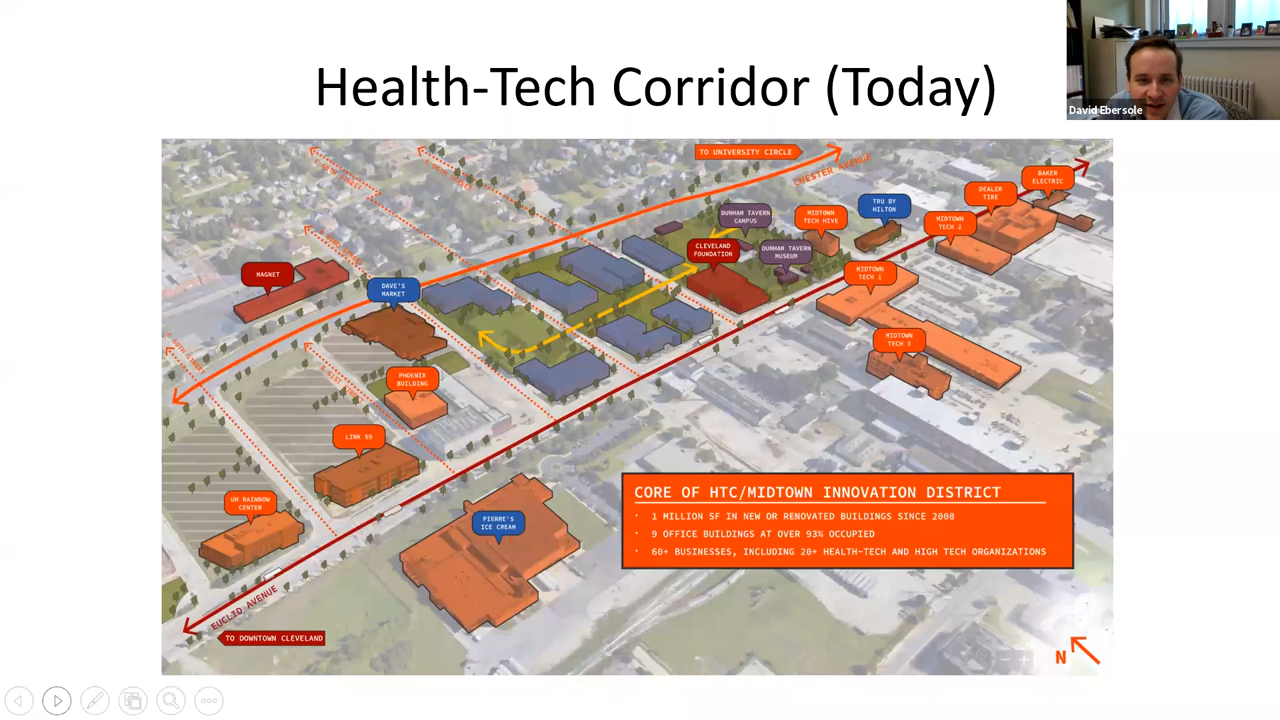 Health-Tech Corridor (Today)
David Ebersole
TO UNIVERSITY CIRCLE
CHESTER AVENUE
BAKER
ELECTRIC
DEALER
TIRE
TRU BY
HILTON
MIDTOWN
TECH HIVE
DUNHAM TAVERN
CAMPUS
MIDTOWN
TECH 2
CLEVELAND
FOUNDATION
DUNHAM TAVERN
MUSEUM
MAGNET
MIDTOWN
TECH 1
DAVE'S
MARKET
MIDTOWN
TECH 3
PHOENIX
BUILDING
LINK 59
UH RAINBOW
CENTER
PIERRE'S
ICE CREAM
CORE OF HTC/MIDTOWN INNOVATION DISTRICT
· 1 MILLION SF IN NEW OR RENOVATED BUILDINGS SINCE 2008
· 9 OFFICE BUILDINGS AT OVER 93% OCCUPIED
· 60+ BUSINESSES, INCLUDING 20+ HEALTH-TECH AND HIGH TECH ORGANIZATIONS
EUCLID AVENUE
TO DOWNTOWN CLEVELAND
N